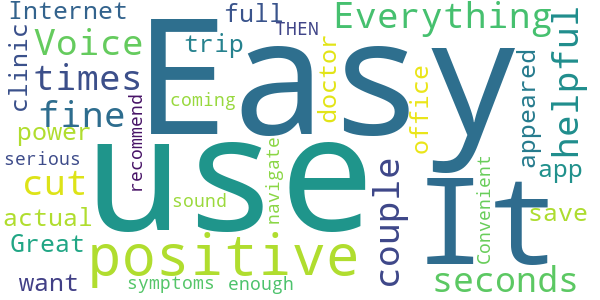 Internet
full
THEN
Everything
Voice
trip
Easy
clinic
times
doctor
helpful
fine
coming
office
appeared
power
recommend
serious
use
It
app
cut
sound
navigate
couple
Convenient
save
actual
Great
positive
seconds
want
symptoms
enough